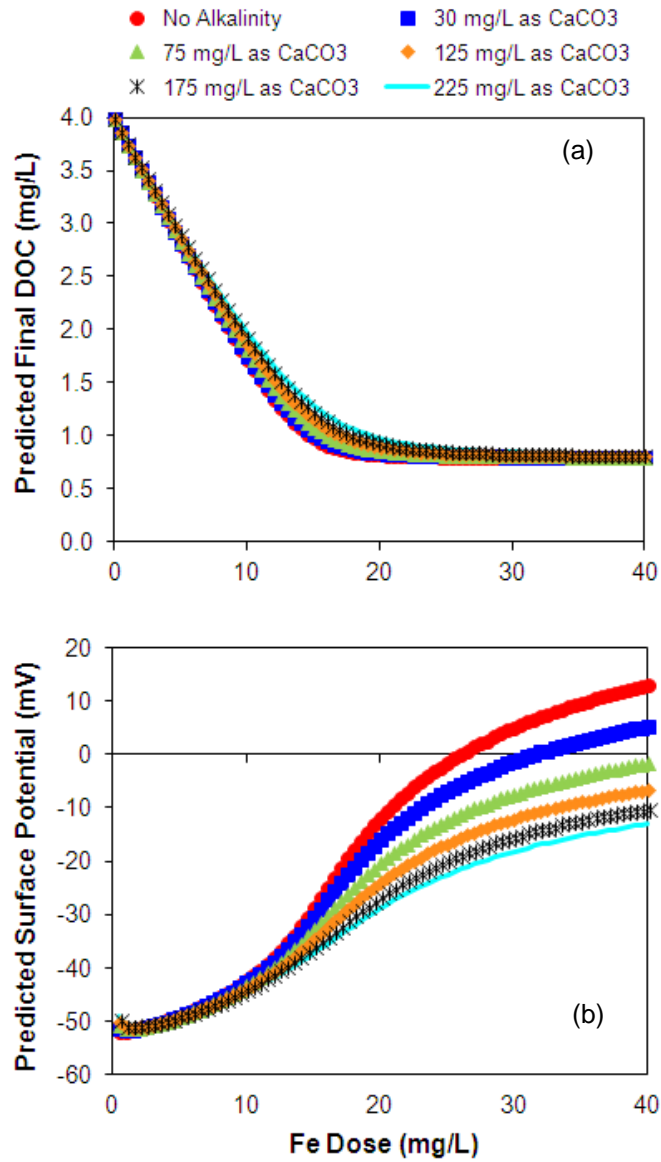 No Alkalinity 30 mg/L as CaCO3
75 mg/L as CaCO3 125 mg/L as CaCO3
175 mg/L as CaCO3 225 mg/L as CaCO3
Predicted Final DOC (mg/L)
4.0
(a)
3.5
3.0
2.5
2.0
1.5
1.0
0.5
0.0
0 10 20 30 40
Predicted Surface Potential (mV)
20
10
0
-10
-20
-30
-40
-50
(b)
-60
0 10 20 30 40
Fe Dose (mg/L)